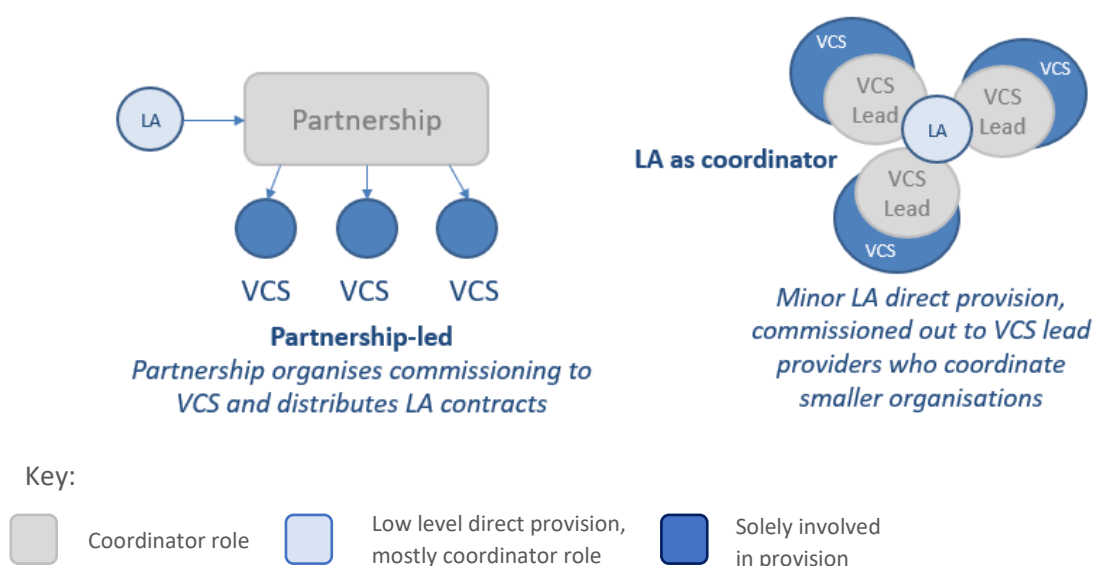 LA
Partnership
VCS
VCS
VCS
Partnership-led
Partnership organises commissioning to
VCS and distributes LA contracts
VCS
VCS
Lead
LA
VCS
Lead
VCS
LA as coordinator
VCS
Lead
VCS
Minor LA direct provision,
commissioned out to VCS lead
providers who coordinate
smaller organisations
Key:
Coordinator role
Low level direct provision,
mostly coordinator role
Solely involved
in provision